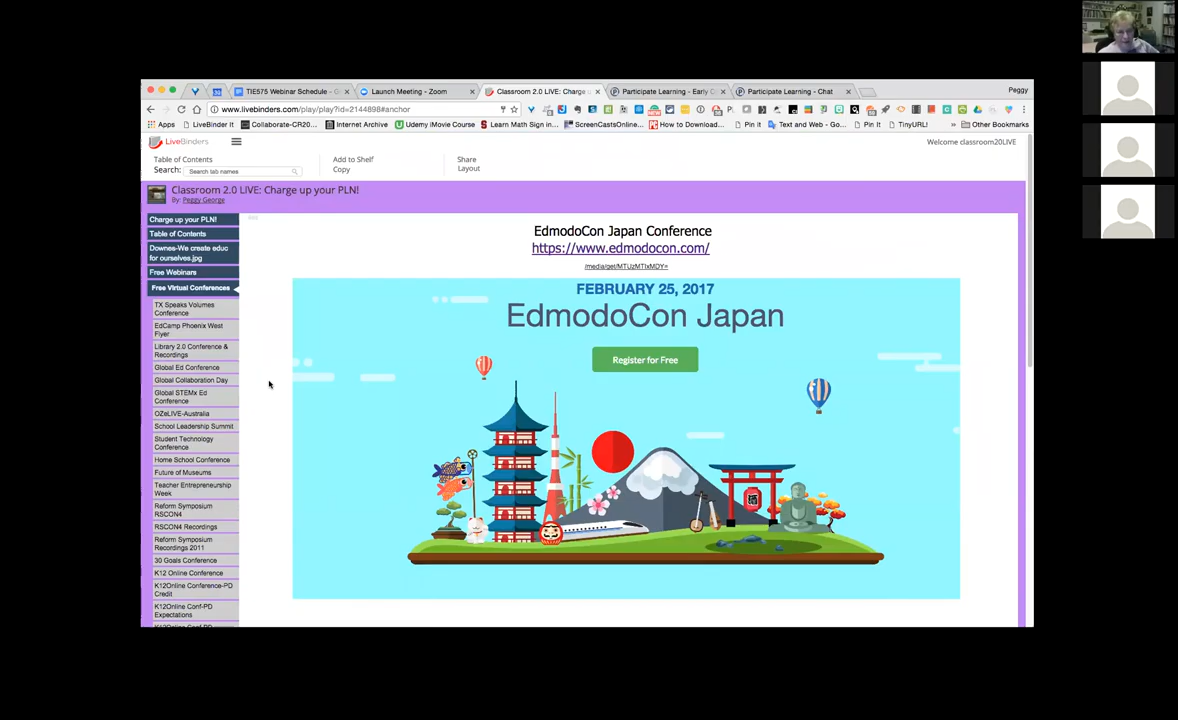 TIE575 Webinar Schedule - G
Launch Meeting - Zoom
Classroom 2.0 LIVE: Charge u
Participate Learning - Early C
Participate Learning - Chat
Peggy
www.livebinders.com/play/play?id=2144898#anchor
Apps
LiveBinder It
Collaborate-CR20...
Internet Archive
Udemy iMovie Course
Learn Math Sign in...
ScreenCastsOnline...
How to Download...
Pin It
Text and Web - Go...
Pin It
TinyURL!
Other Bookmarks
LiveBinders
Welcome classroom20LIVE
Table of Contents
Add to Shelf
Share
Search:
Search tab names
Copy
Layout
Classroom 2.0 LIVE: Charge up your PLN!
By: Peggy George
Charge up your PLN!
Table of Contents
Downes-We create educ
for ourselves.jpg
Free Webinars
Free Virtual Conferences
TX Speaks Volumes
Conference
EdCamp Phoenix West
Flyer
Library 2.0 Conference &
Recordings
Global Ed Conference
Global Collaboration Day
Global STEMx Ed
Conference
OZeLIVE-Australia
School Leadership Summit
Student Technology
Conference
Home School Conference
Future of Museums
Teacher Entrepreneurship
Week
Reform Symposium
RSCON4
RSCON4 Recordings
Reform Symposium
Recordings 2011
30 Goals Conference
K12 Online Conference
K12Online Conference-PD
Credit
K12Online Conf-PD
Expectations
K12Online Conf-PD
EdmodoCon Japan Conference
https://www.edmodocon.com/
/media/get/MTUzMTIxMDY=
FEBRUARY 25, 2017
EdmodoCon Japan
Register for Free